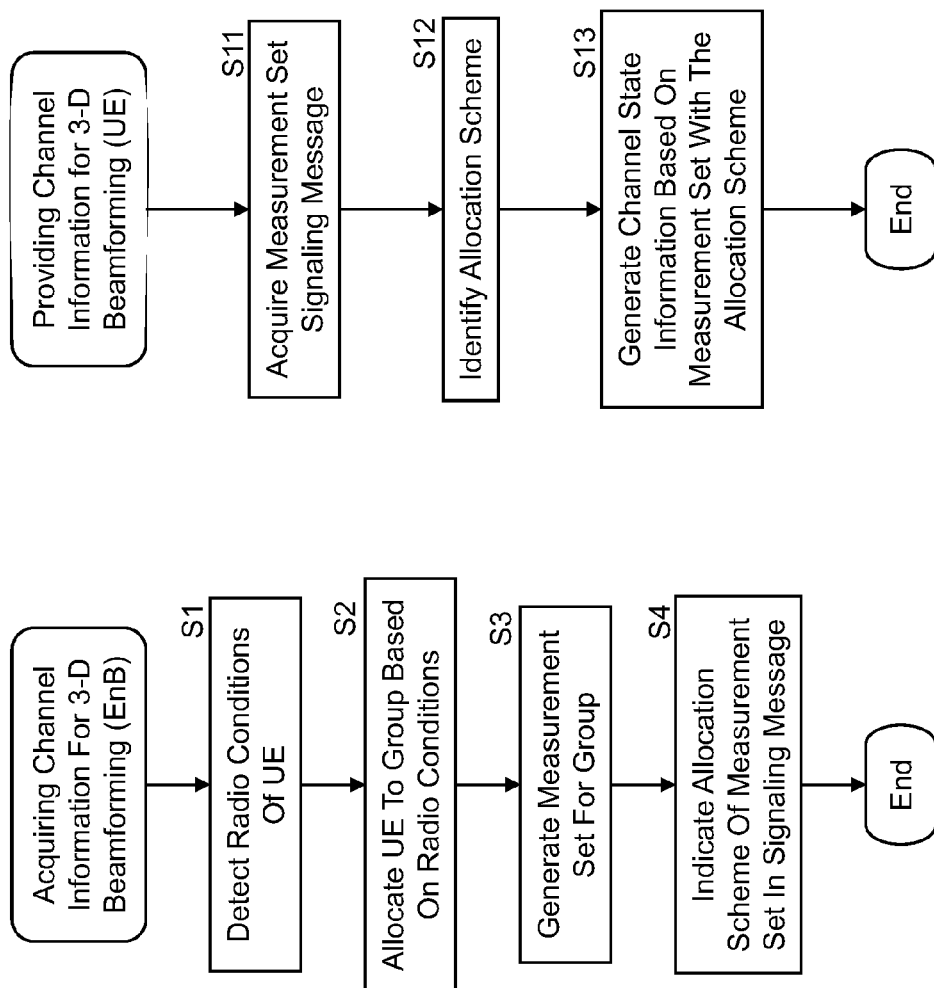 Acquiring Channel
Information For 3-D
Beamforming (EnB)
S1
Detect Radio Conditions
Of UE
S2
Allocate UE To Group Based
On Radio Conditions
S3
Generate Measurement
Set For Group
S4
Indicate Allocation
Scheme Of Measurement
Set In Signaling Message
End
Providing Channel
Information for 3-D
Beamforming (UE)
S11
Acquire Measurement Set
Signaling Message
S12
Identify Allocation Scheme
S13
Generate Channel State
Information Based On
Measurement Set With The
Allocation Scheme
End